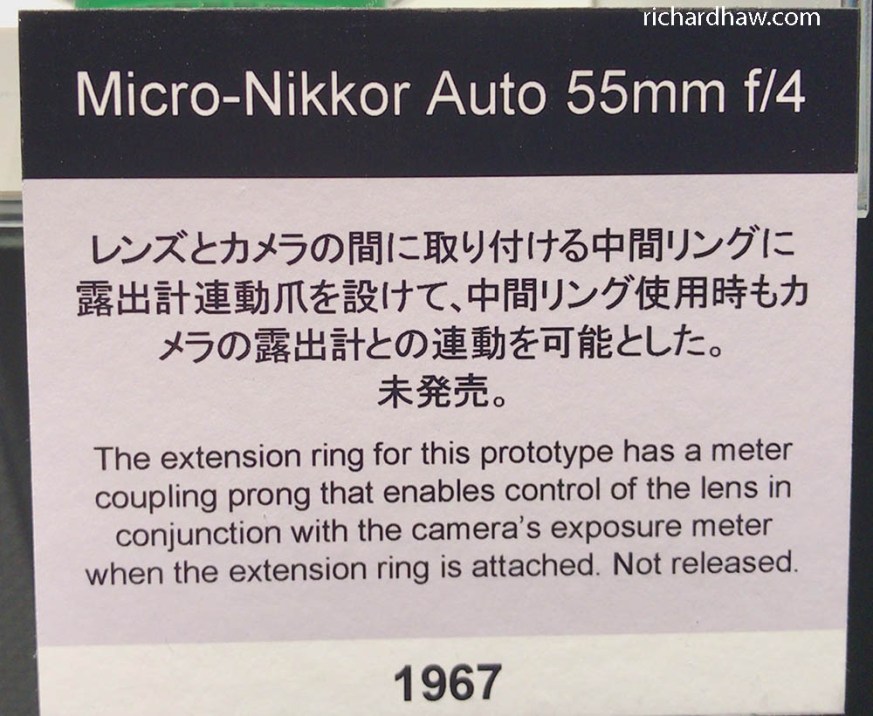 richardhaw.com
Micro-Nikkor Auto 55mm f/4
レンズとカメラの間に取り付ける中間リングに
露出計連動爪を設けて、中間リング使用時もカ
メラの露出計との連動を可能とした。
未発売。
The extension ring for this prototype has a meter
coupling prong that enables control of the lens in
conjunction with the camera's exposure meter
when the extension ring is attached. Not released.
1967